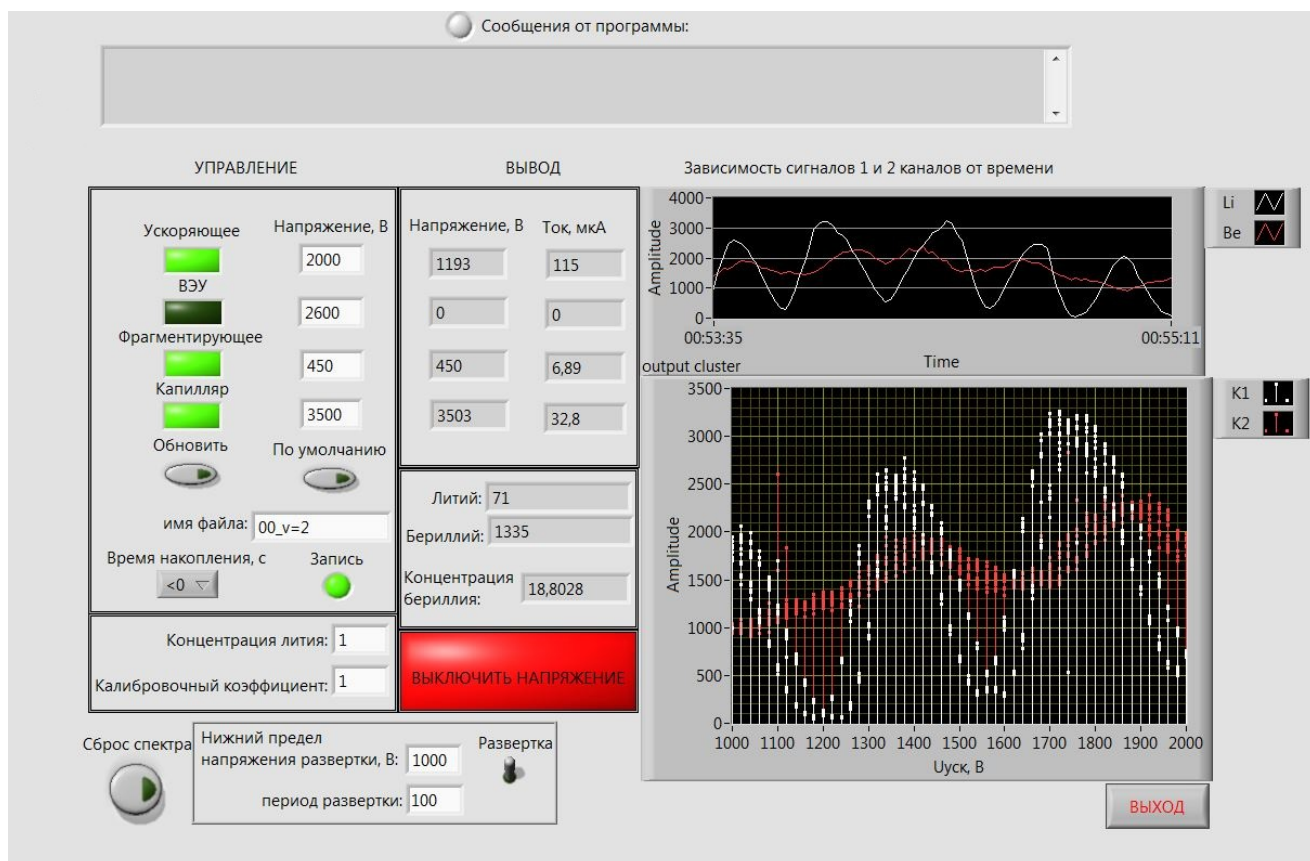 Сообщения от программы:
УПРАВЛЕНИЕ
Ускоряющее
Напряжение, В
2000
ВЭУ
2600
Фрагментирующее
450
Капилляр
3500
Обновить
По умолчанию
имя файла: 00_v=2
Время накопления, с
Запись
<0
Концентрация лития: 1
Калибровочный коэффициент: 1
ВЫВОД
Напряжение, В
Ток, мкА
1193
115
0
0
450
6,89
3503
32,8
Литий: 71
Бериллий: 1335
Концентрация
бериллия:
18,8028
ВЫКЛЮЧИТЬ НАПРЯЖЕНИЕ
Сброс спектра
Нижний предел
напряжения развертки, В: 1000
период развертки: 100
Развертка
Зависимость сигналов 1 и 2 каналов от времени
Amplitude
4000
3000
2000
1000
0
00:53:35
00:55:11
Time
Li
Be
output cluster
Amplitude
3500
3000
2500
2000
1500
1000
500
0
1000 1100 1200 1300 1400 1500 1600 1700 1800 1900 2000
Uуск, В
K1
K2
ВЫХОД